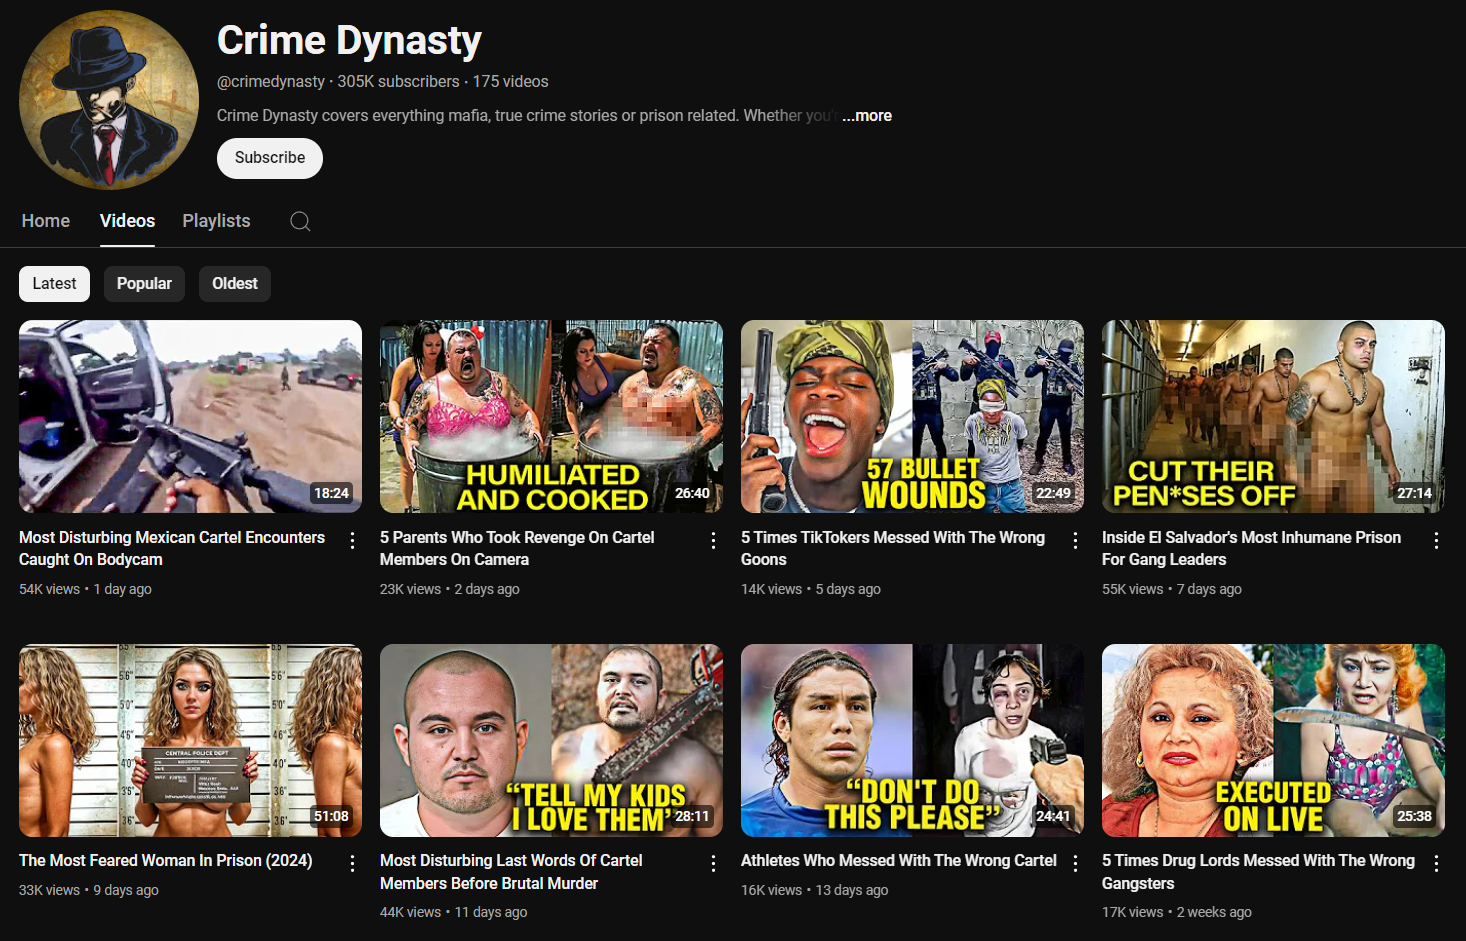 Crime Dynasty
@crimedynasty · 305K subscribers · 175 videos
Crime Dynasty covers everything mafia, true crime stories or prison related. Whether you'r ...more
Subscribe
Home Videos Playlists
Latest Popular Oldest
18:24
HUMILIATED
AND COOKED
26:40
57 BULLET
WOUNDS
22:49
CUT THEIR
PEN*SES OFF
27:14
Most Disturbing Mexican Cartel Encounters
Caught On Bodycam
54K views • 1 day ago
5 Parents Who Took Revenge On Cartel
Members On Camera
23K views • 2 days ago
5 Times TikTokers Messed With The Wrong
Goons
14K views • 5 days ago
Inside El Salvador's Most Inhumane Prison
For Gang Leaders
55K views • 7 days ago
CENTRAL POLICE DEPT
51:08
"TELL MY KIDS
I LOVE THEM"
28:11
"DON'T DO
THIS PLEASE"
24:41
EXECUTED
ON LIVE
25:38
The Most Feared Woman In Prison (2024)
33K views • 9 days ago
Most Disturbing Last Words Of Cartel
Members Before Brutal Murder
44K views • 11 days ago
Athletes Who Messed With The Wrong Cartel
16K views • 13 days ago
5 Times Drug Lords Messed With The Wrong
Gangsters
17K views • 2 weeks ago